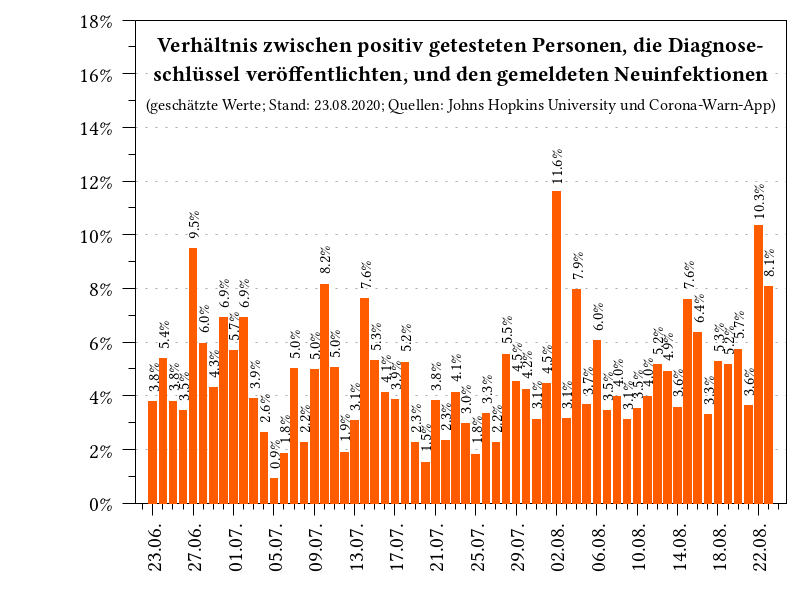 18%
Verhältnis zwischen positiv getesteten Personen, die Diagnose-
16%
schlüssel veröffentlichten, und den gemeldeten Neuinfektionen
(geschätzte Werte; Stand: 23.08.2020; Quellen: Johns Hopkins University und Corona-Warn-App)
14%
12%
10%
8%
6%
4%
2%
0%
3.8% 5.4% 3.8% 3.5% 9.5% 6.0% 4.3% 6.9% 5.7% 6.9% 3.9% 2.6% 0.9% 1.8% 5.0% 2.2% 5.0% 8.2% 5.0% 1.9% 3.1% 7.6% 5.3% 4.1% 3.9% 5.2% 2.3% 1.5% 3.8% 2.3% 4.1% 3.0% 1.8% 3.3% 2.2% 5.5% 4.5% 4.2% 3.1% 4.5% 11.6% 3.1% 7.9% 3.7% 6.0% 3.5% 4.0% 3.1% 3.5% 4.0% 5.2% 4.9% 3.6% 7.6% 6.4% 3.3% 5.3% 5.2% 5.7% 3.6% 10.3% 8.1%
23.06. 27.06. 01.07. 05.07. 09.07. 13.07. 17.07. 21.07. 25.07. 29.07. 02.08. 06.08. 10.08. 14.08. 18.08. 22.08.